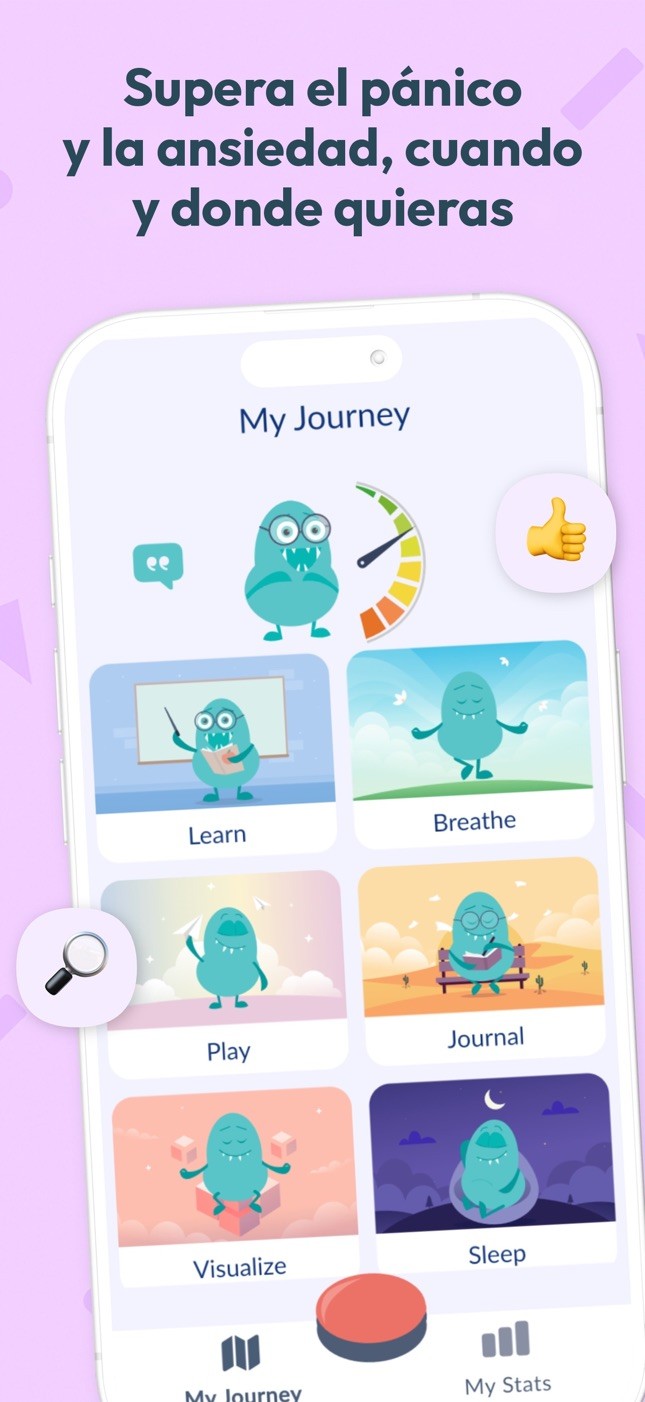 Supera el pánico
y la ansiedad, cuando
y donde quieras
My Journey
Learn
Breathe
Play
Journal
Visualize
Sleep
My Journey
My Stats